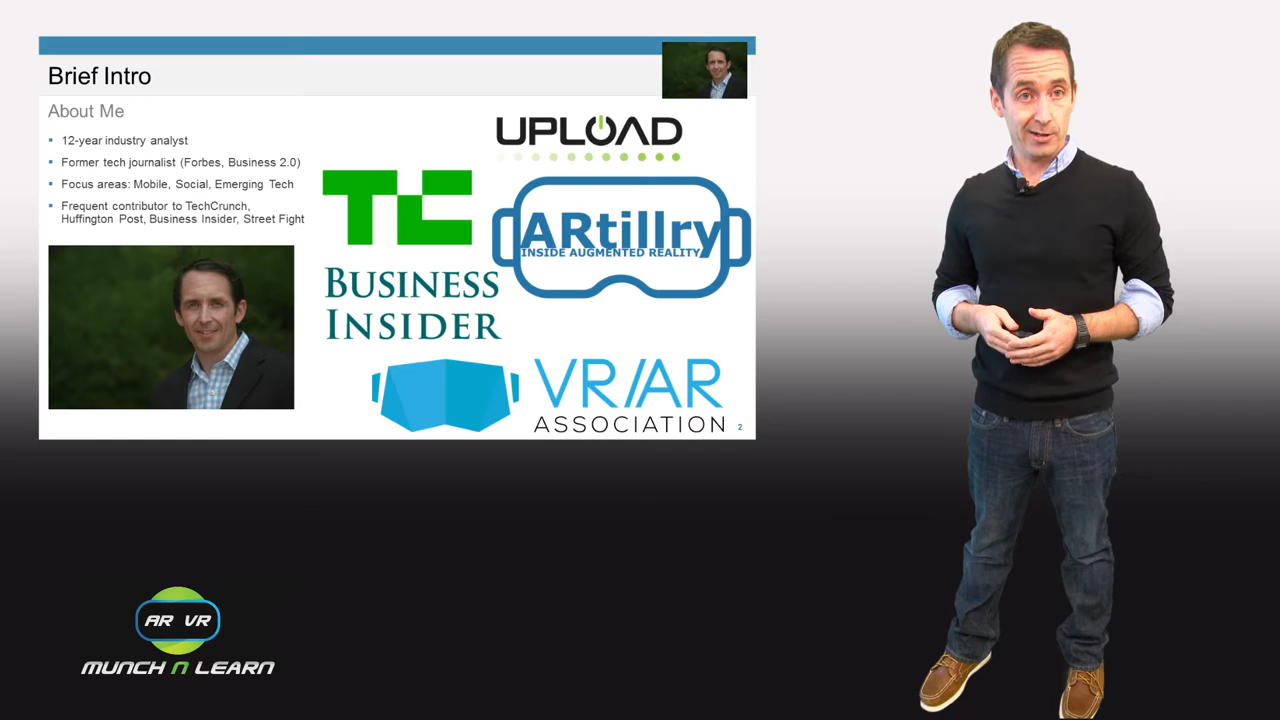 Brief Intro
About Me
12-year industry analyst
Former tech journalist (Forbes, Business 2.0)
Focus areas: Mobile, Social, Emerging Tech
Frequent contributor to TechCrunch,
Huffington Post, Business Insider, Street Fight
UPLOAD
TC
ARtillry
INSIDE AUGMENTED REALITY
BUSINESS
INSIDER
VR/AR
ASSOCIATION
2
AR VR
MUNCH N LEARN